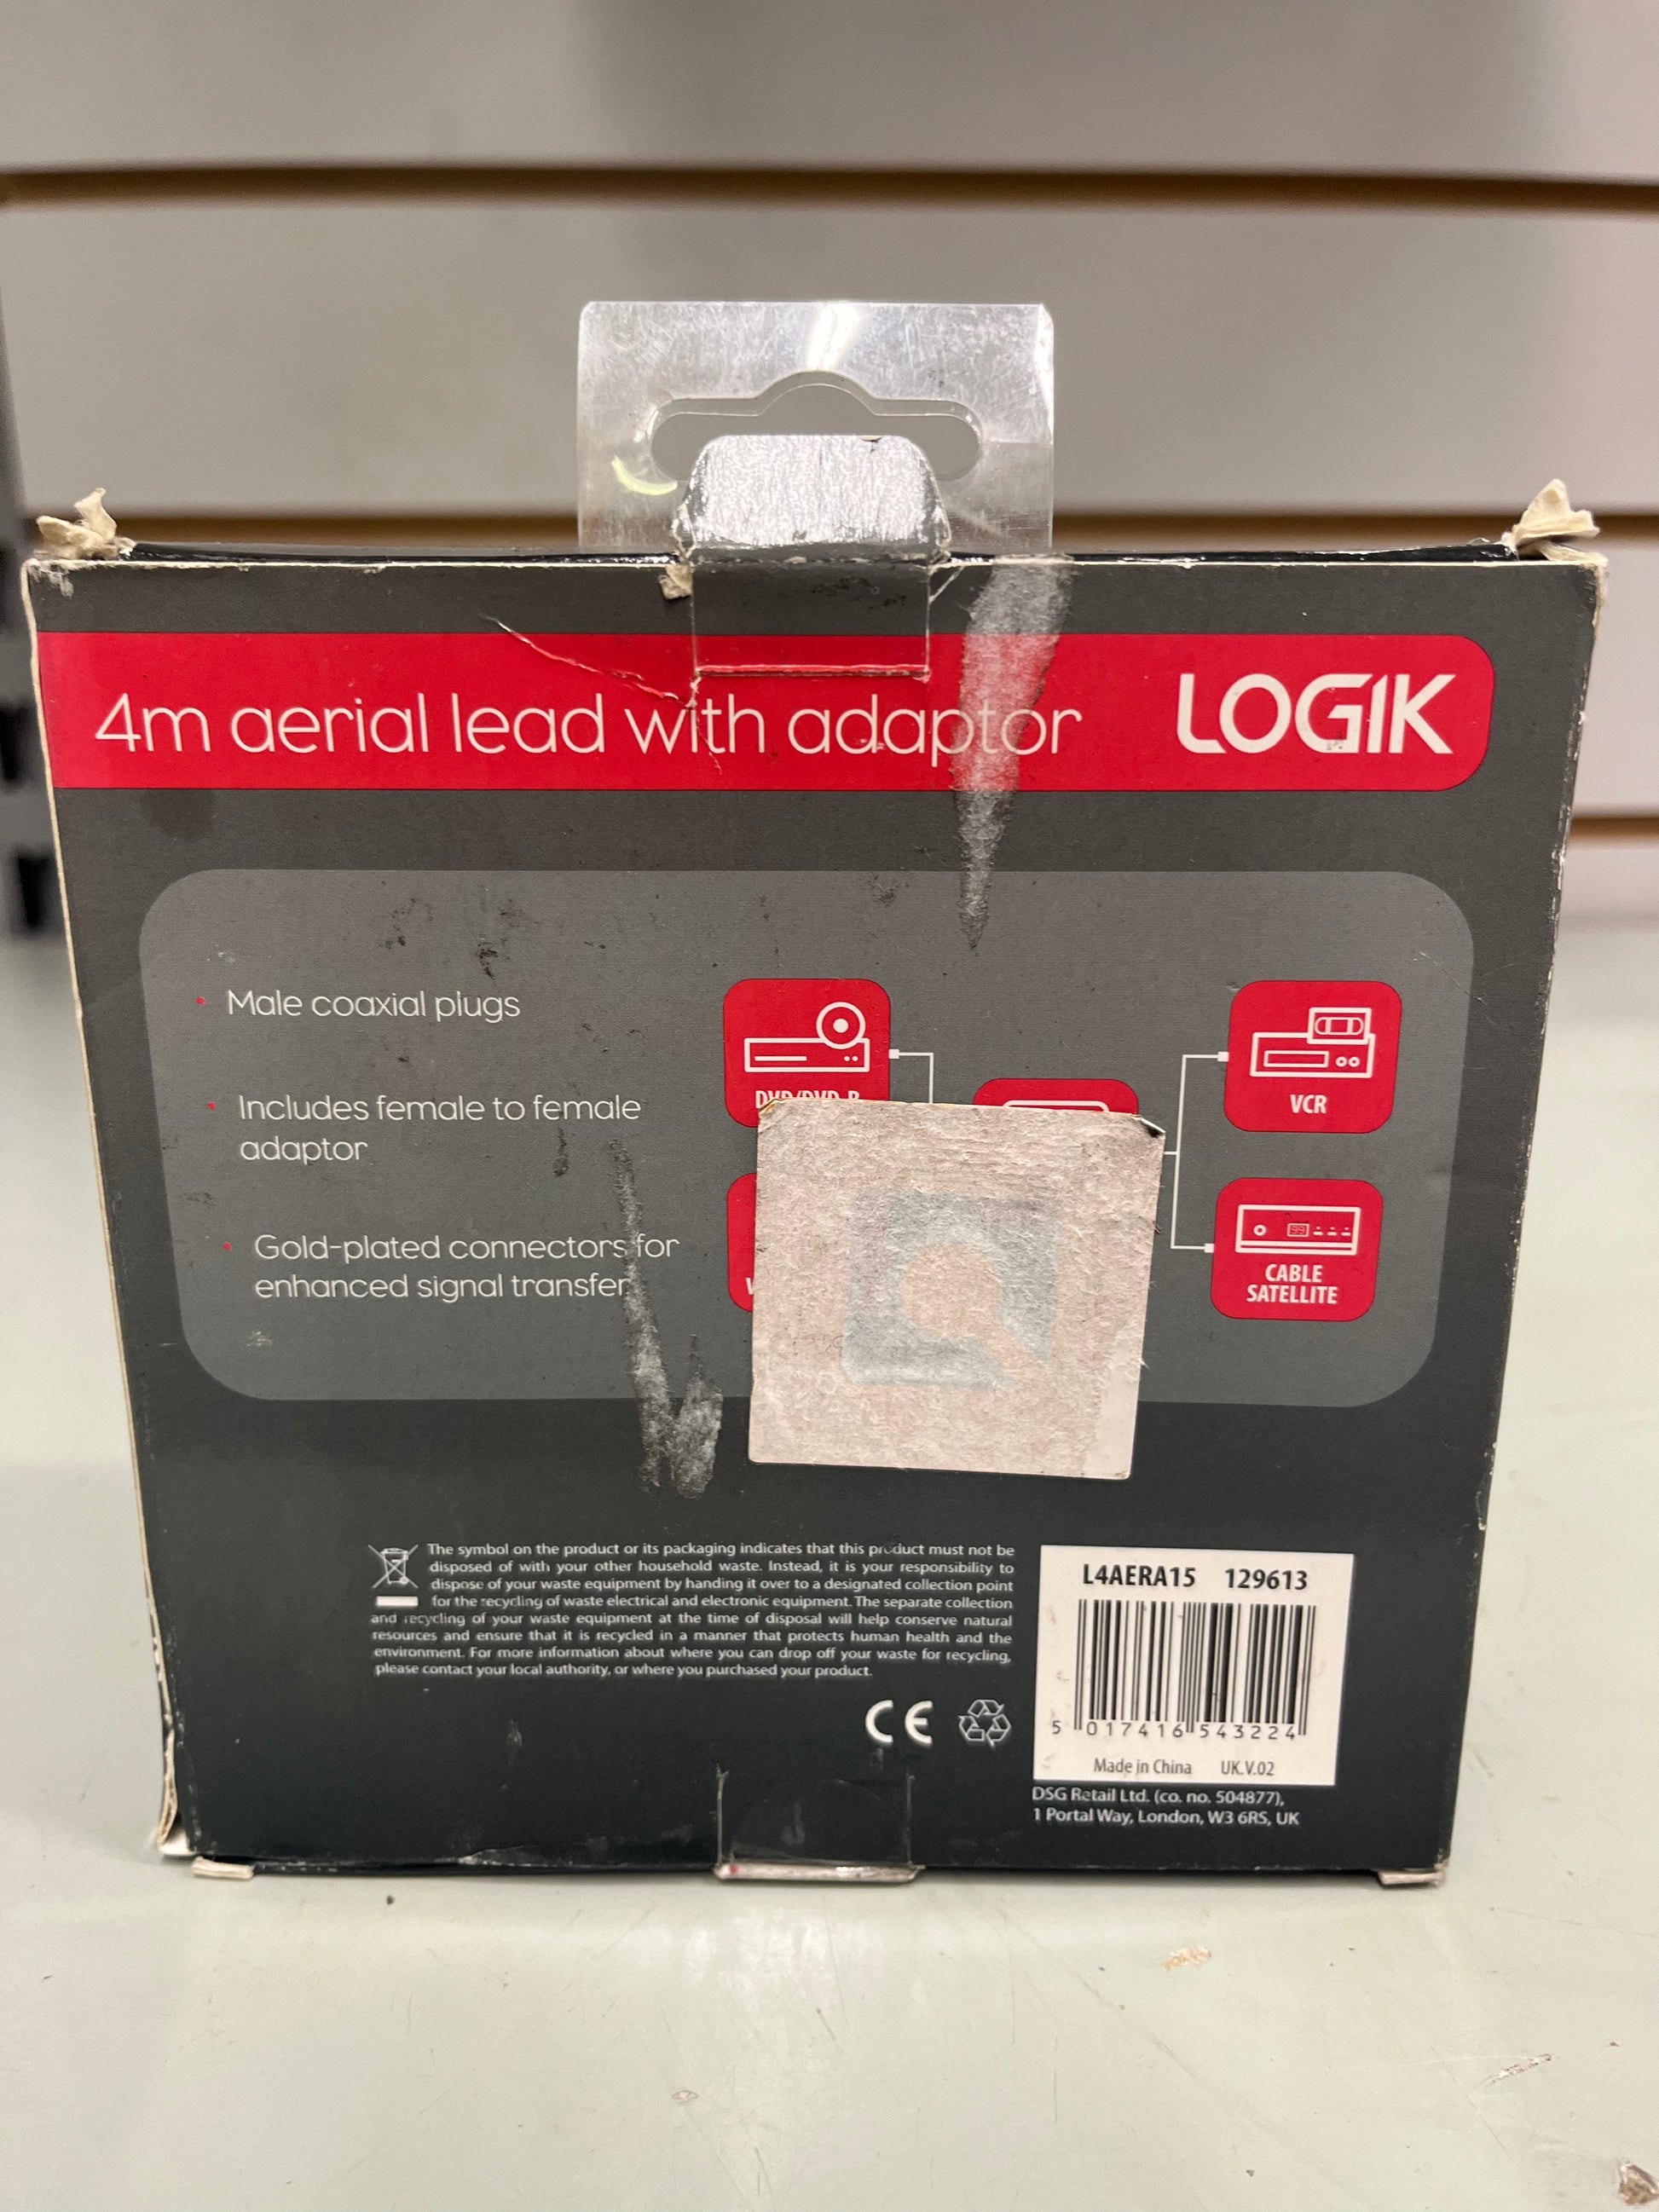 4m aerial lead with adaptor
LOGIK
• Male coaxial plugs
• Includes female to female
adaptor
• Gold-plated connectors for
enhanced signal transfer
DVD/DVD-R
VCR
CABLE
SATELLITE
The symbol on the product or its packaging indicates that this product must not be
disposed of with your other household waste. Instead, it is your responsibility to
dispose of your waste equipment by handing it over to a designated collection point
for the recycling of waste electrical and electronic equipment. The separate collection
and recycling of your waste equipment at the time of disposal will help conserve natural
resources and ensure that it is recycled in a manner that protects human health and the
environment. For more information about where you can drop off your waste for recycling,
please contact your local authority, or where you purchased your product.
CE
L4AERA15 129613
5 017416 543224
Made in China UK.V.02
DSG Retail Ltd. (co. no. 504877),
1 Portal Way, London, W3 6RS, UK